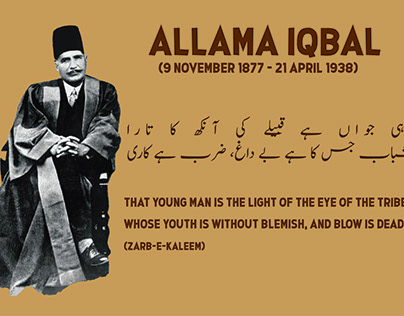 ALLAMA IQBAL
(9 NOVEMBER 1877 - 21 APRIL 1938)
ہی جواں ہے قبیلے کی آنکھ کا تارا
شباب جس کا ہے بے داغ، ضرب ہے کاری
THAT YOUNG MAN IS THE LIGHT OF THE EYE OF THE TRIBE
WHOSE YOUTH IS WITHOUT BLEMISH, AND BLOW IS DEAD
(ZARB-E-KALEEM)